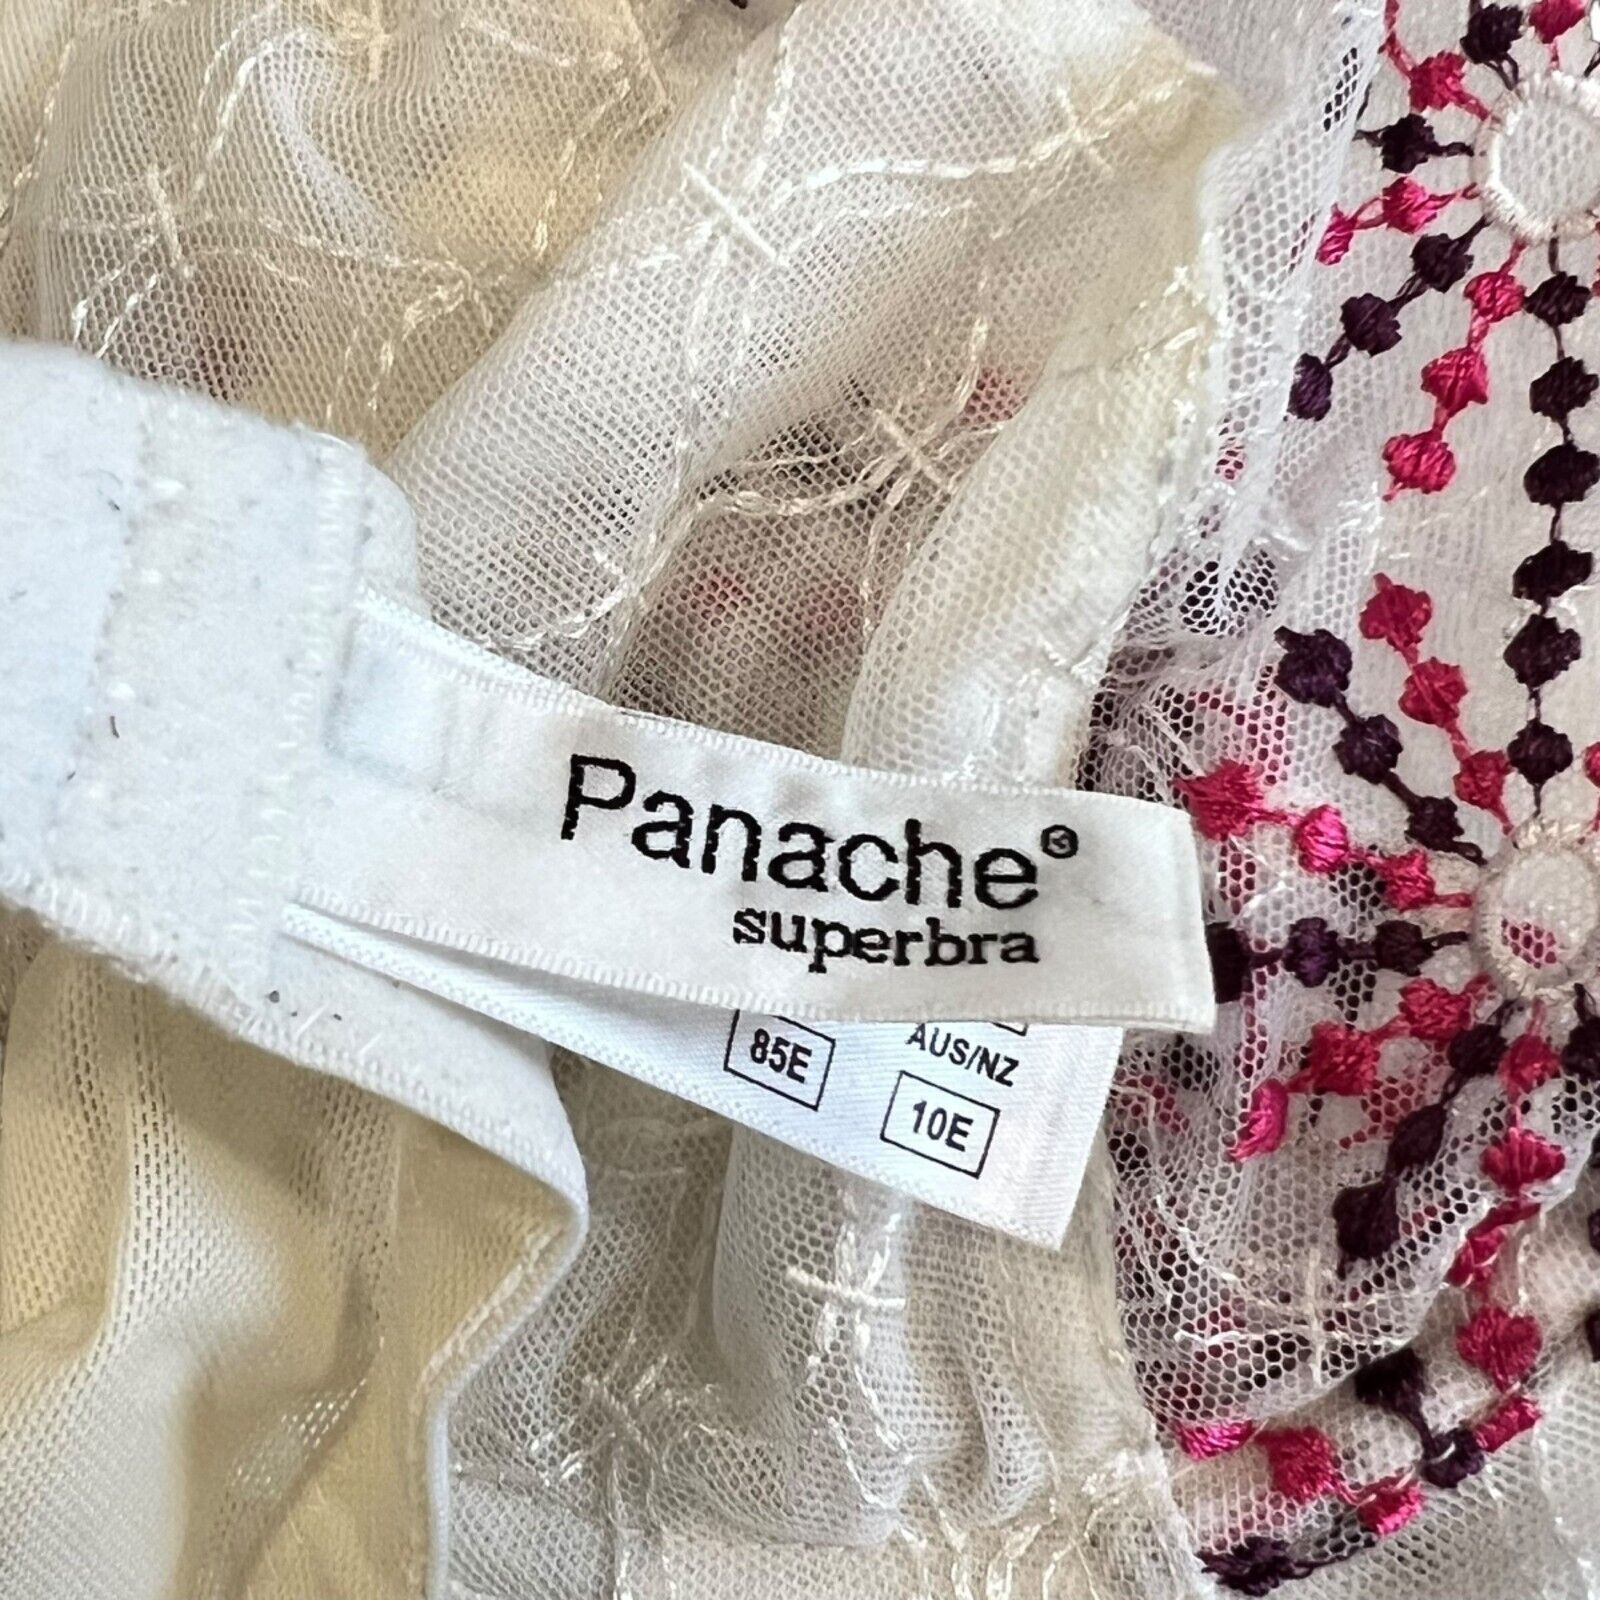 Panache®
superbra
85E
AUS/NZ
10E